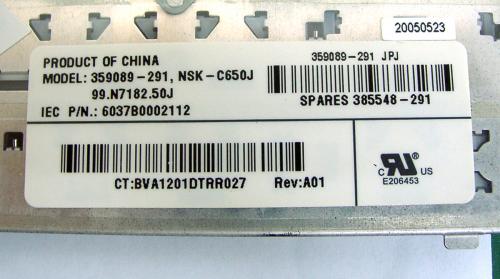 20050523
PRODUCT OF CHINA
359089-291 JPJ
MODEL: 359089-291, NSK-C650J
99.N7182.50J
SPARES 385548-291
IEC P/N.: 6037B0002112
CT:BVA1201DTRR027 Rev:A01
C UL US
E206453